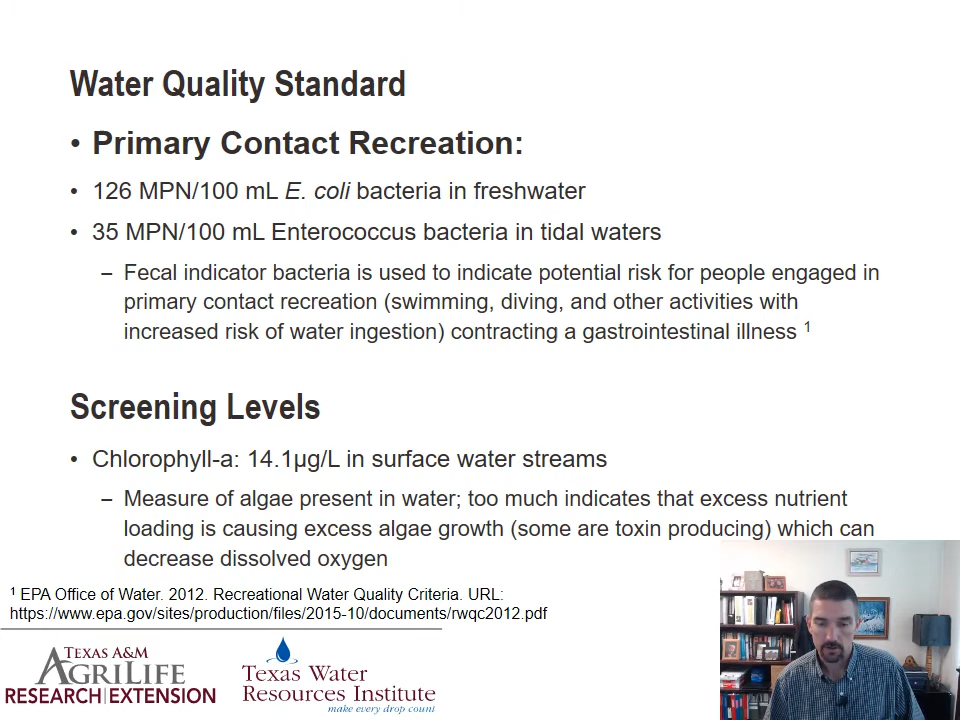 Water Quality Standard
• Primary Contact Recreation:
• 126 MPN/100 mL E. coli bacteria in freshwater
• 35 MPN/100 mL Enterococcus bacteria in tidal waters
– Fecal indicator bacteria is used to indicate potential risk for people engaged in
primary contact recreation (swimming, diving, and other activities with
increased risk of water ingestion) contracting a gastrointestinal illness 1
Screening Levels
• Chlorophyll-a: 14.1µg/L in surface water streams
– Measure of algae present in water; too much indicates that excess nutrient
loading is causing excess algae growth (some are toxin producing) which can
decrease dissolved oxygen
1 EPA Office of Water. 2012. Recreational Water Quality Criteria. URL:
https://www.epa.gov/sites/production/files/2015-10/documents/rwqc2012.pdf
TEXAS A&M
AGRILIFE
RESEARCH | EXTENSION
Texas Water
Resources Institute
make every drop count